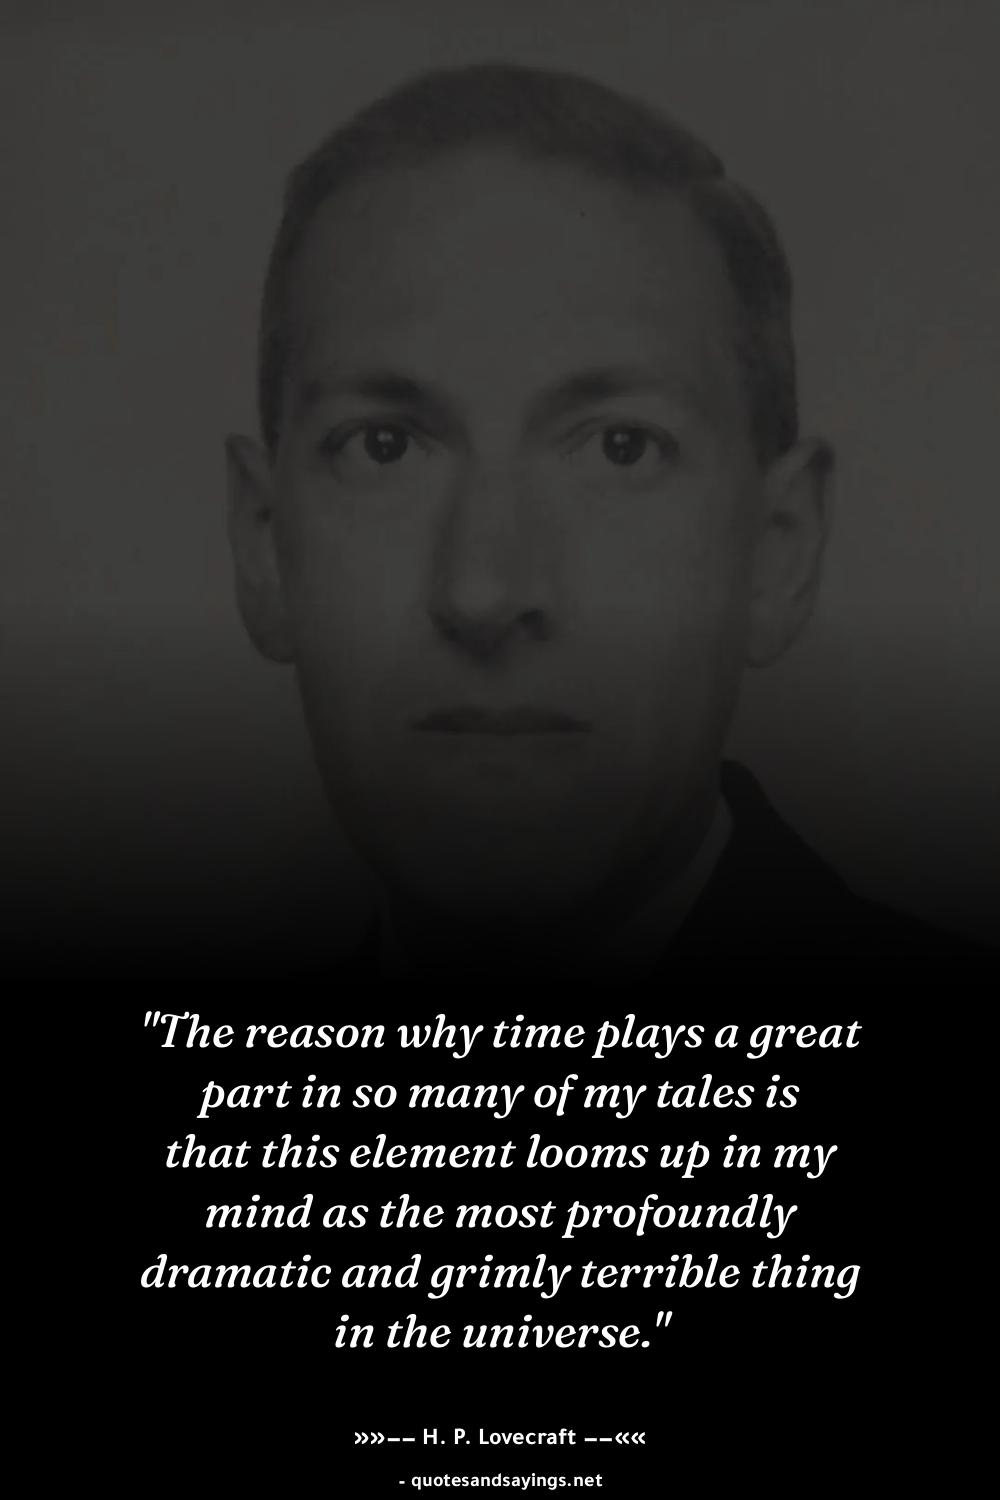 "The reason why time plays a great
part in so many of my tales is
that this element looms up in my
mind as the most profoundly
dramatic and grimly terrible thing
in the universe."
»»–– H. P. Lovecraft ––««
- quotesandsayings.net